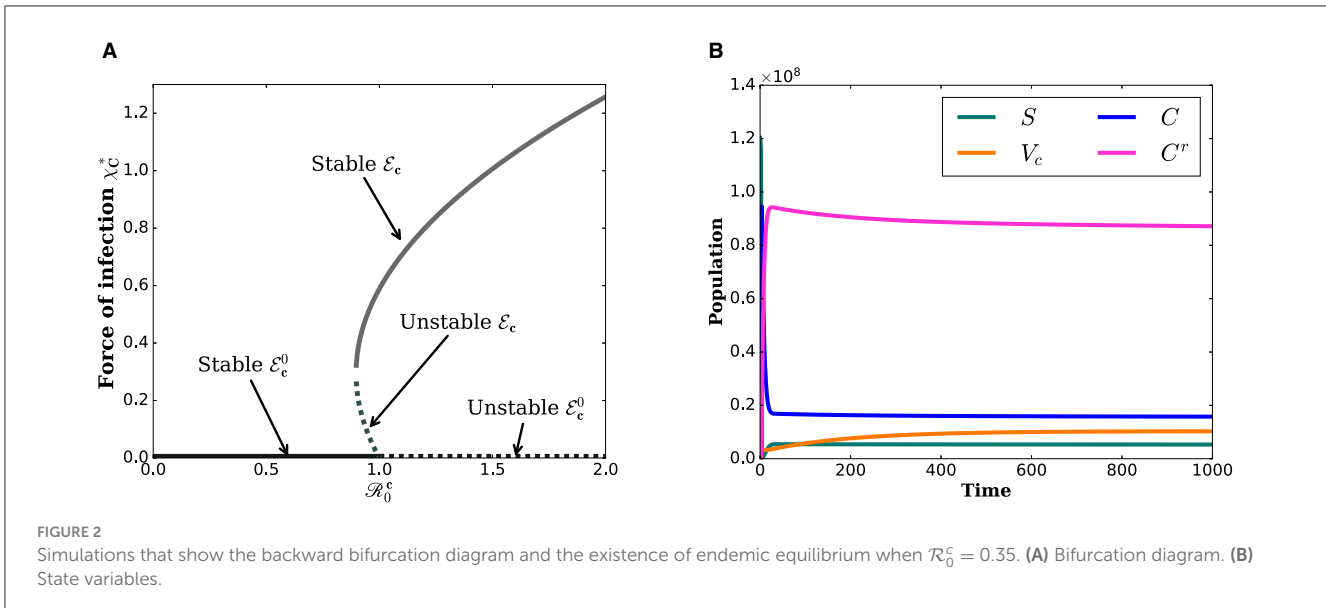 A
Force of infection χ*C
0.0
0.2
0.4
0.6
0.8
1.0
1.2
Stable ℰc
Unstable ℰc
Stable ℰ⁰c
Unstable ℰ⁰c
0.0 0.5 1.0 1.5 2.0
ℛ₀ᶜ
B
×10⁸
Population
1.4
1.2
1.0
0.8
0.6
0.4
0.2
0.0
S C
Vc Cʳ
0 200 400 600 800 1000
Time
FIGURE 2
Simulations that show the backward bifurcation diagram and the existence of endemic equilibrium when ℛ₀ᶜ = 0.35. (A) Bifurcation diagram. (B)
State variables.